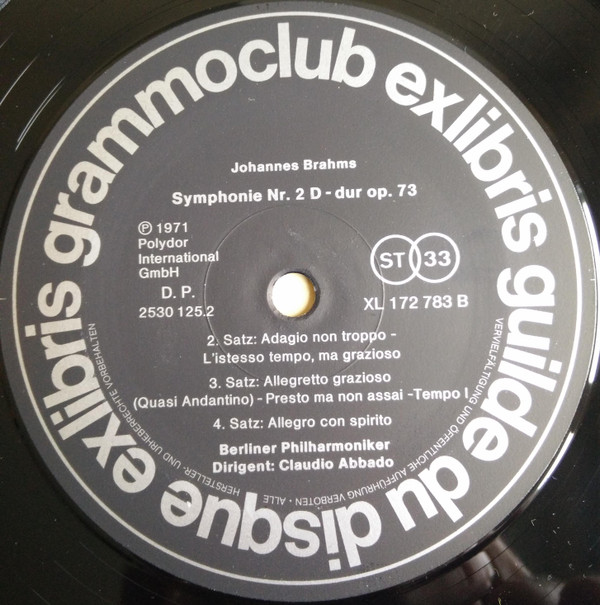 grammoclub exlibris guilde du disque exlibris
Johannes Brahms
Symphonie Nr. 2 D-dur op. 73
℗ 1971
Polydor
International
GmbH
D. P.
2530 125.2
ST 33
XL 172 783 B
2. Satz: Adagio non troppo -
L'istesso tempo, ma grazioso
3. Satz: Allegretto grazioso
(Quasi Andantino) - Presto ma non assai - Tempo I
4. Satz: Allegro con spirito
Berliner Philharmoniker
Dirigent: Claudio Abbado
ALLE HERSTELLER- UND URHEBERRECHTE VORBEHALTEN
VERVIELFÄLTIGUNG UND ÖFFENTLICHE AUFFÜHRUNG VERBOTEN •